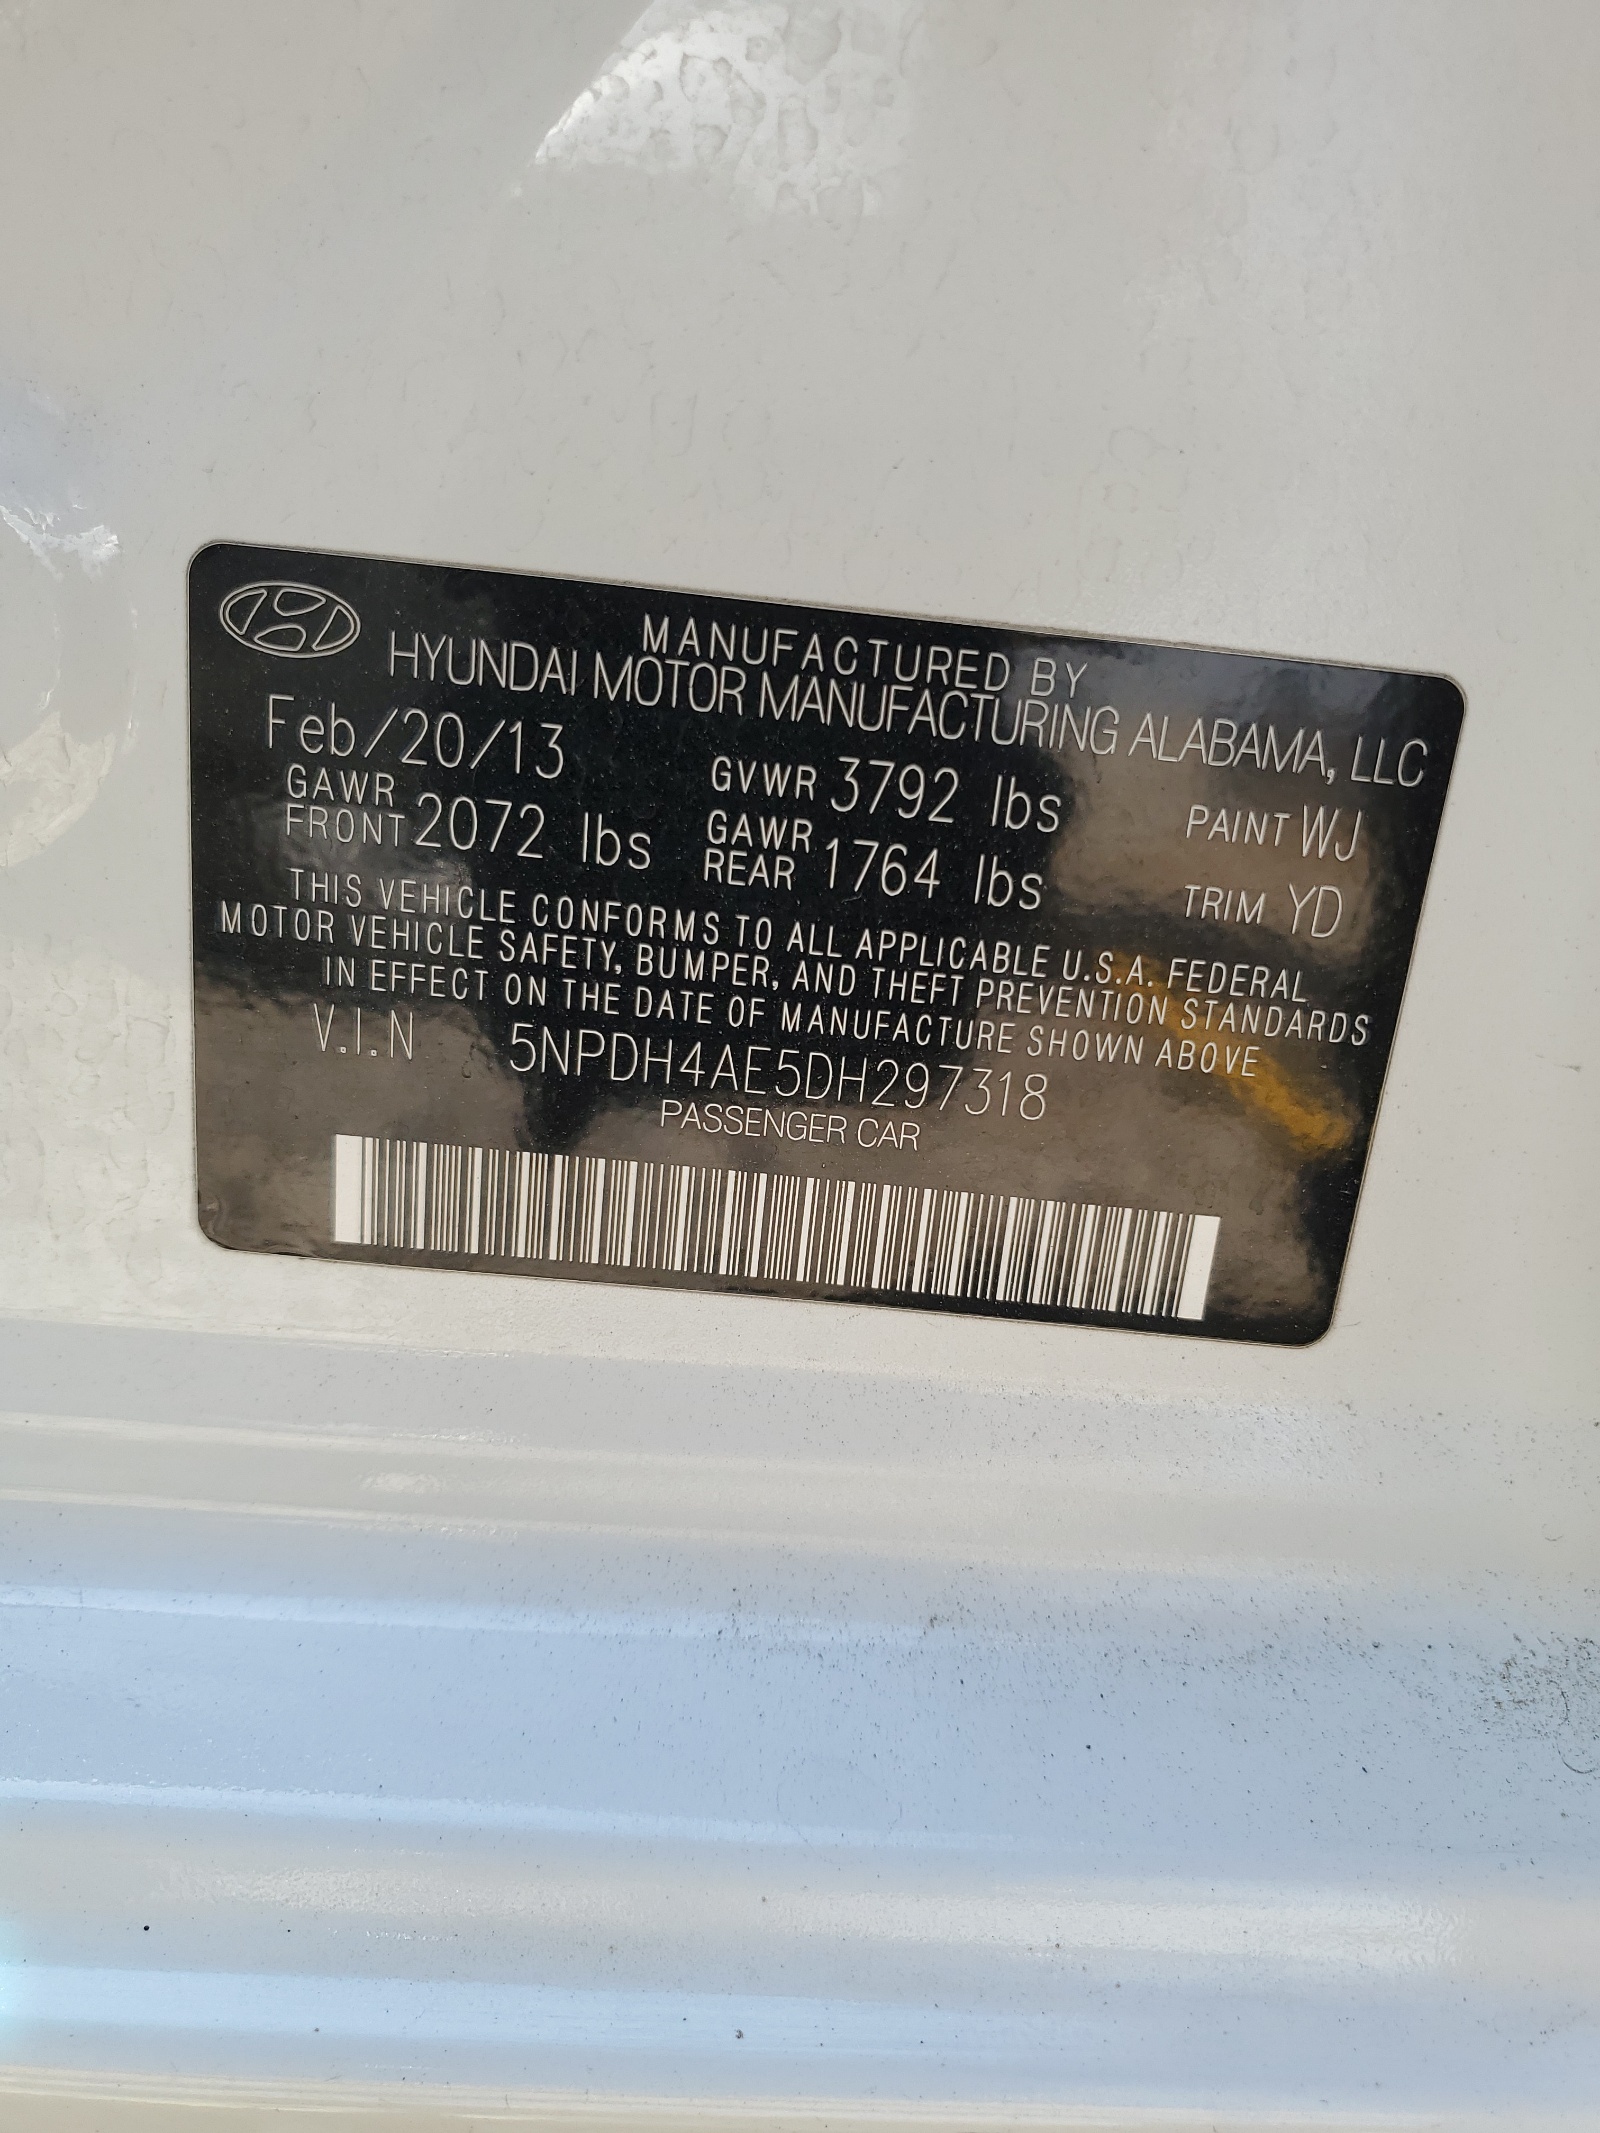 MANUFACTURED BY
HYUNDAI MOTOR MANUFACTURING ALABAMA, LLC
Feb/20/13 GVWR 3792 lbs PAINT WJ
GAWR FRONT 2072 lbs GAWR REAR 1764 lbs TRIM YD
THIS VEHICLE CONFORMS TO ALL APPLICABLE U.S.A. FEDERAL
MOTOR VEHICLE SAFETY, BUMPER, AND THEFT PREVENTION STANDARDS
IN EFFECT ON THE DATE OF MANUFACTURE SHOWN ABOVE
V.I.N 5NPDH4AE5DH297318
PASSENGER CAR